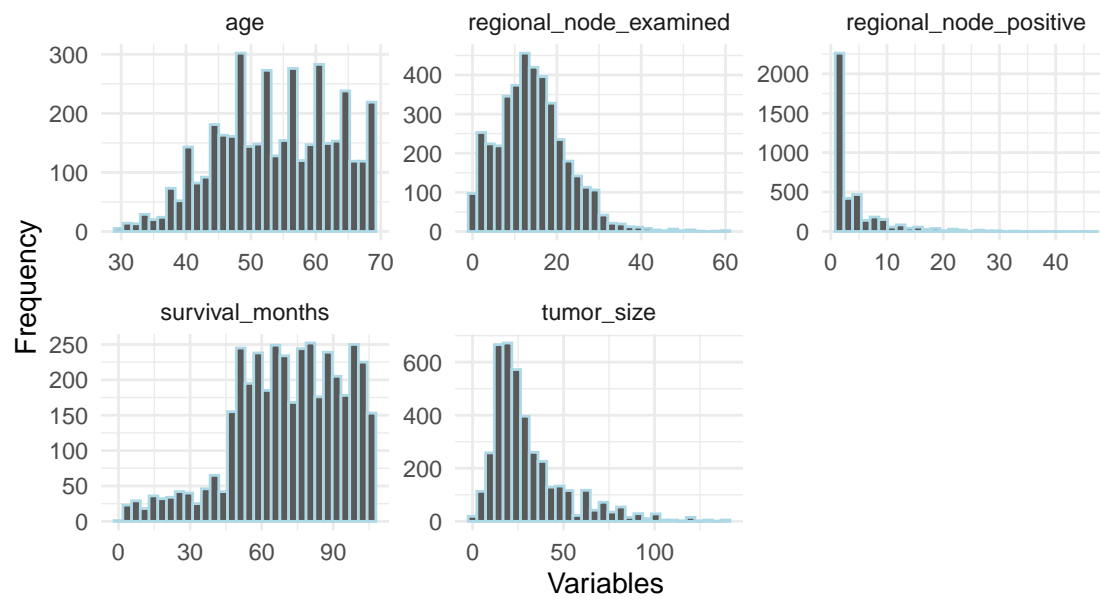 age
regional_node_examined
regional_node_positive
300
200
100
0
30 40 50 60 70
400
300
200
100
0
0 20 40 60
2000
1500
1000
500
0
0 10 20 30 40
Frequency
survival_months
tumor_size
250
200
150
100
50
0
0 30 60 90
600
400
200
0
0 50 100
Variables